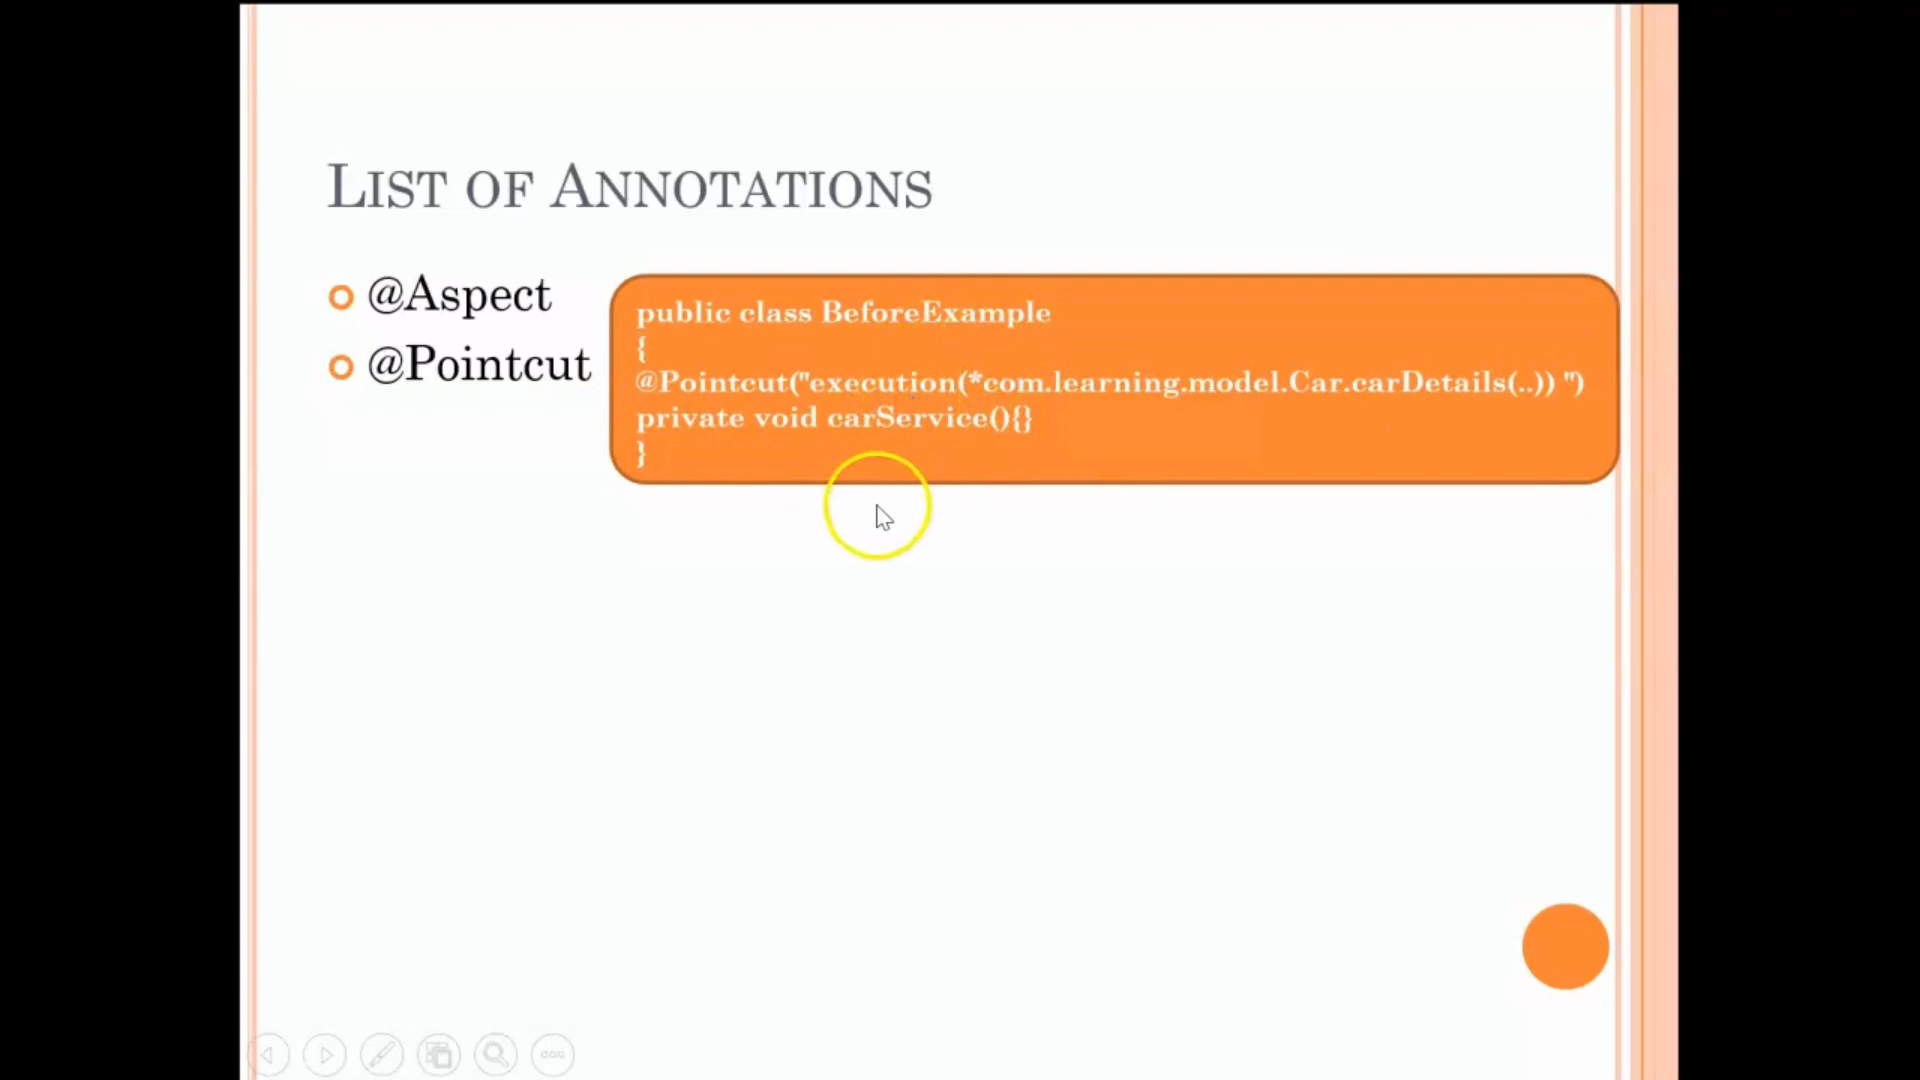 LIST OF ANNOTATIONS
@Aspect
@Pointcut
public class BeforeExample
{
@Pointcut("execution(*com.learning.model.Car.carDetails(..)) ")
private void carService(){}
}